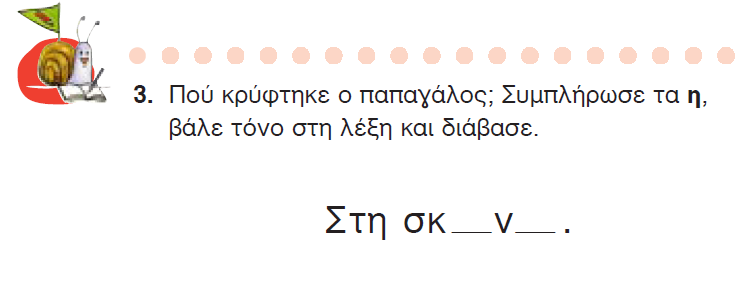 3. Πού κρύφτηκε ο παπαγάλος; Συμπλήρωσε τα η,
βάλε τόνο στη λέξη και διάβασε.
Στη σκ__ν__.